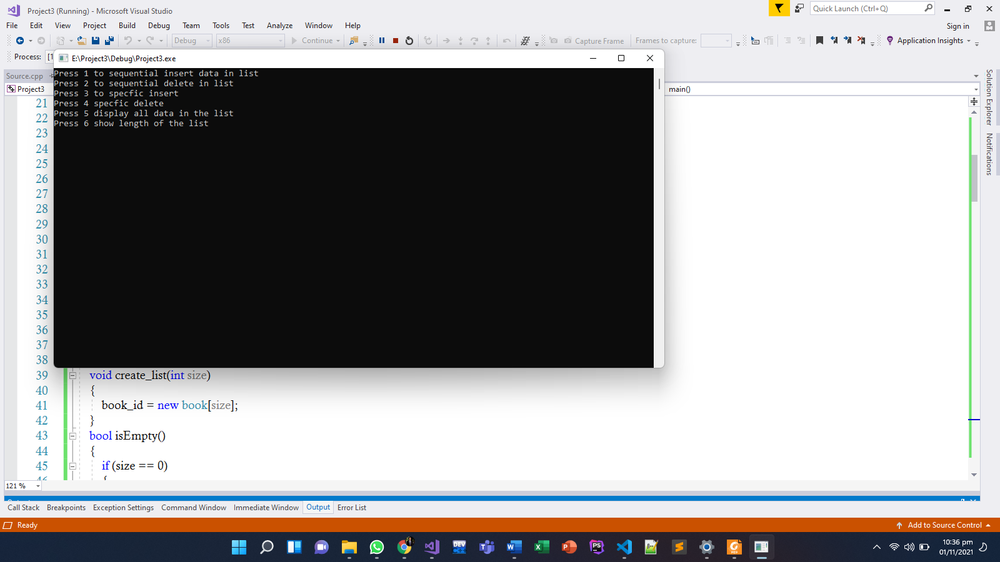 Project3 (Running) - Microsoft Visual Studio
Quick Launch (Ctrl+Q)
File Edit View Project Build Debug Team Tools Test Analyze Window Help
Sign in
Debug x86 Continue Capture Frame Frames to capture: Application Insights
Process: [1
E:\Project3\Debug\Project3.exe
Source.cpp
Project3
main()
Press 1 to sequential insert data in list
Press 2 to sequential delete in list
Press 3 to specfic insert
Press 4 specfic delete
Press 5 display all data in the list
Press 6 show length of the list
Solution Explorer
Notifications
21
22
23
24
25
26
27
28
29
30
31
32
33
34
35
36
37
38
39 void create_list(int size)
40 {
41 book_id = new book[size];
42 }
43 bool isEmpty()
44 {
45 if (size == 0)
46 {
121 %
Call Stack Breakpoints Exception Settings Command Window Immediate Window Output Error List
Ready
Add to Source Control
DEV
PS
10:36 pm
01/11/2021